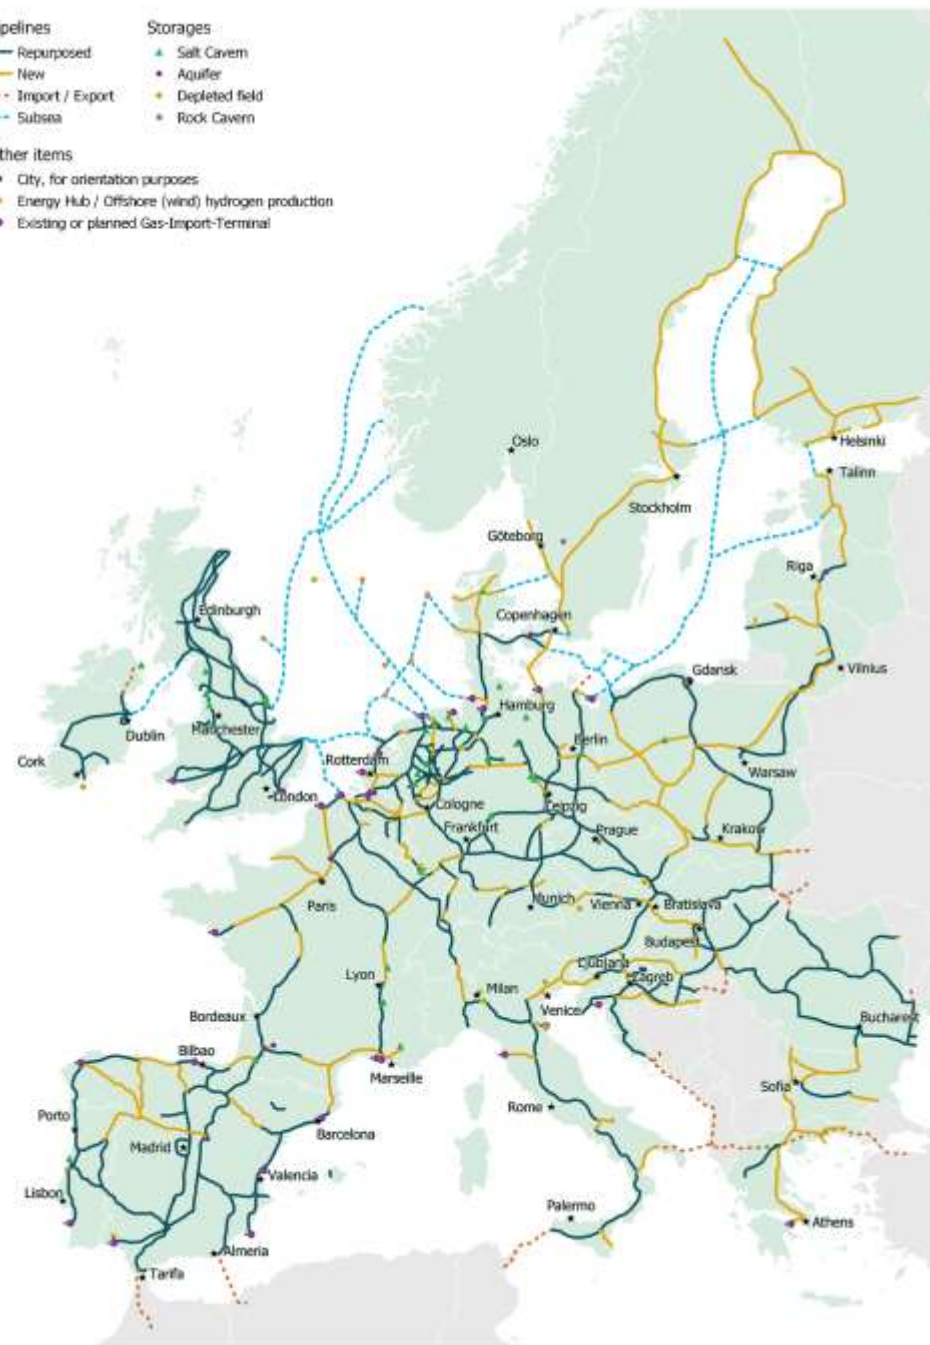 pelines
Storages
Repurposed
Salt Cavern
New
Aquifer
Import / Export
Depleted field
Subsea
Rock Cavern
ther items
City, for orientation purposes
Energy Hub / Offshore (wind) hydrogen production
Existing or planned Gas-Import-Terminal
Oslo
Helsinki
Talinn
Stockholm
Göteborg
Riga
Edinburgh
Copenhagen
Vilnius
Gdansk
Hamburg
Dublin
Manchester
Berlin
Cork
Rotterdam
Warsaw
London
Cologne
Leipzig
Frankfurt
Prague
Krakow
Paris
Munich
Vienna
Bratislava
Budapest
Ljubljana
Lyon
Zagreb
Milan
Venice
Bordeaux
Bucharest
Bilbao
Marseille
Sofia
Porto
Rome
Barcelona
Madrid
Valencia
Lisbon
Palermo
Athens
Almeria
Tarifa